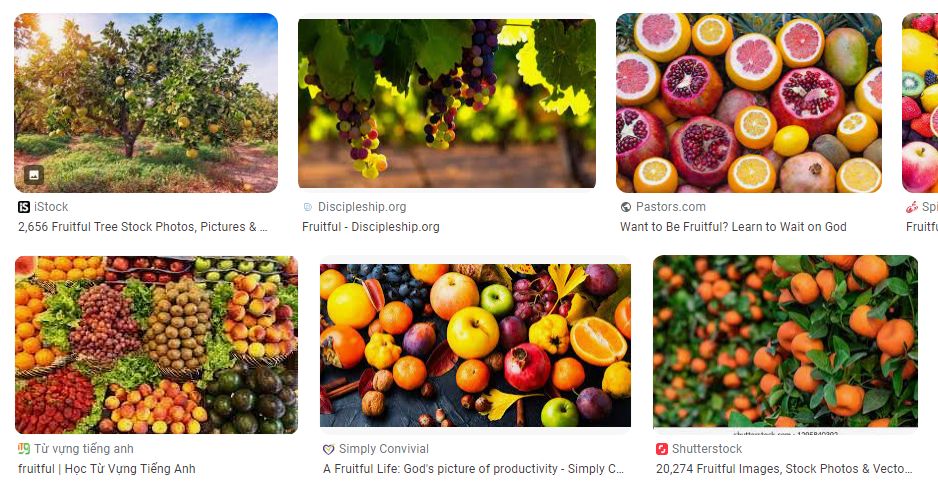 iStock
2,656 Fruitful Tree Stock Photos, Pictures & ...
Discipleship.org
Fruitful - Discipleship.org
Pastors.com
Want to Be Fruitful? Learn to Wait on God
Từ vựng tiếng anh
fruitful | Học Từ Vựng Tiếng Anh
Simply Convivial
A Fruitful Life: God's picture of productivity - Simply C...
Shutterstock
20,274 Fruitful Images, Stock Photos & Vecto...